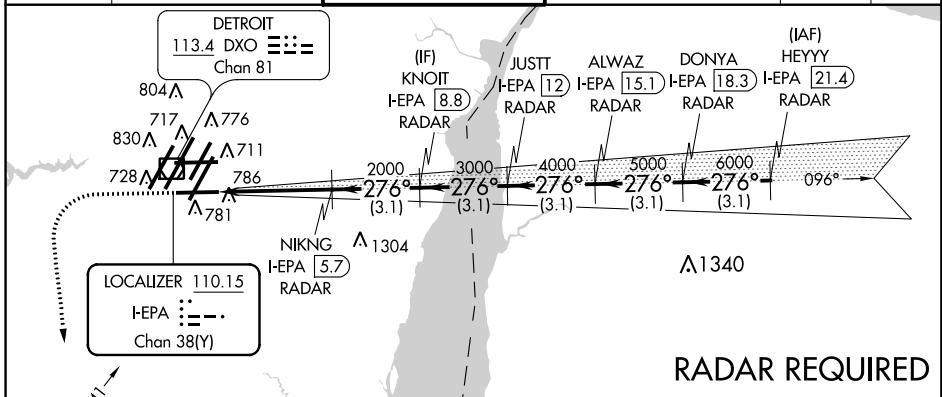 DETROIT
113.4 DXO
Chan 81
804
717
776
830
711
728
786
781
(IF)
KNOIT
I-EPA 8.8
RADAR
JUSTT
I-EPA 12
RADAR
ALWAZ
I-EPA 15.1
RADAR
DONYA
I-EPA 18.3
RADAR
(IAF)
HEYYY
I-EPA 21.4
RADAR
2000
3000
4000
5000
6000
276°
276°
276°
276°
276°
096°
(3.1)
(3.1)
(3.1)
(3.1)
(3.1)
NIKNG
I-EPA 5.7
RADAR
1304
1340
LOCALIZER 110.15
I-EPA
Chan 38(Y)
RADAR REQUIRED